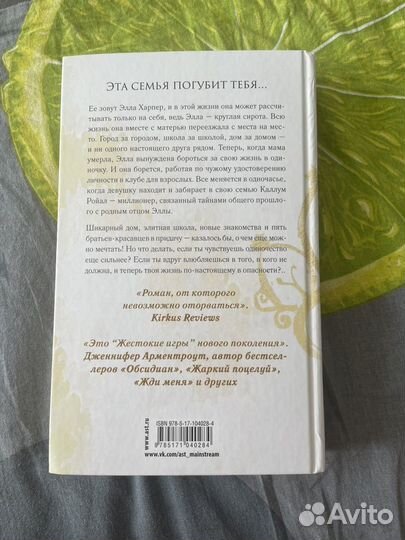 ЭТА СЕМЬЯ ПОГУБИТ ТЕБЯ...
Ее зовут Элла Харпер, и в этой жизни она может рассчи-
тывать только на себя, ведь Элла – круглая сирота. Всю
жизнь она вместе с матерью переезжала с места на ме-
сто. Город за городом, школа за школой, дом за домом –
и ни одного настоящего друга рядом. Теперь, когда мама
умерла, Элла вынуждена бороться за свою жизнь в оди-
ночку. И она борется, работая по чужому удостоверению
личности в клубе для взрослых. Все меняется в одночасье,
когда девушку находит и забирает в свою семью Каллум
Ройал – миллионер, связанный тайнами общего прошло-
го с родным отцом Эллы.
Шикарный дом, элитная школа, новые знакомства и пять
братьев-красавцев в придачу – казалось бы, о чем еще мож-
но мечтать! Но что делать, если ты чувствуешь одиночество
еще сильнее? Если ты вдруг влюбляешься в того, в кого не
должна, и теперь твоя жизнь по-настоящему в опасности?..
«Роман, от которого
невозможно оторваться».
Kirkus Reviews
«Это "Жестокие игры" нового поколения».
Дженнифер Арментроут, автор бестсел-
леров «Обсидиан», «Жаркий поцелуй»,
«Жди меня» и других
www.ast.ru
ISBN 978-5-17-104028-4
9785171040284
www.vk.com/ast_mainstream
Avito